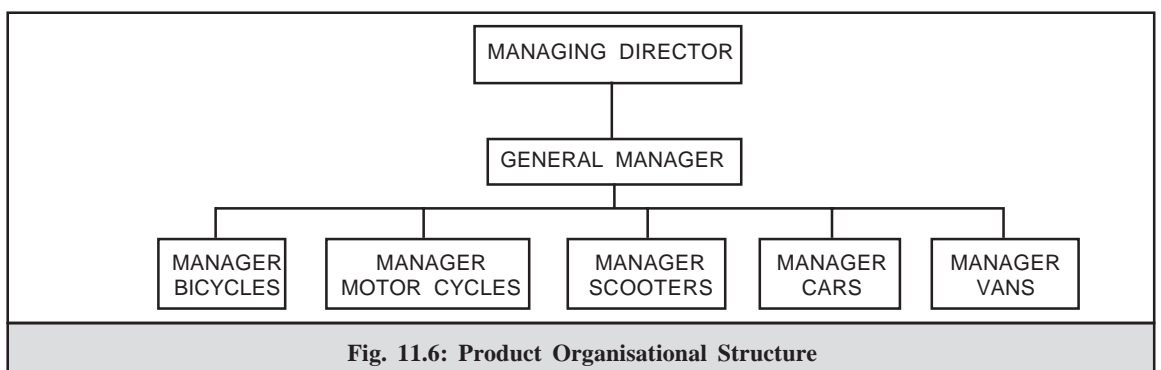 MANAGING DIRECTOR
GENERAL MANAGER
MANAGER
BICYCLES
MANAGER
MOTOR CYCLES
MANAGER
SCOOTERS
MANAGER
CARS
MANAGER
VANS
Fig. 11.6: Product Organisational Structure